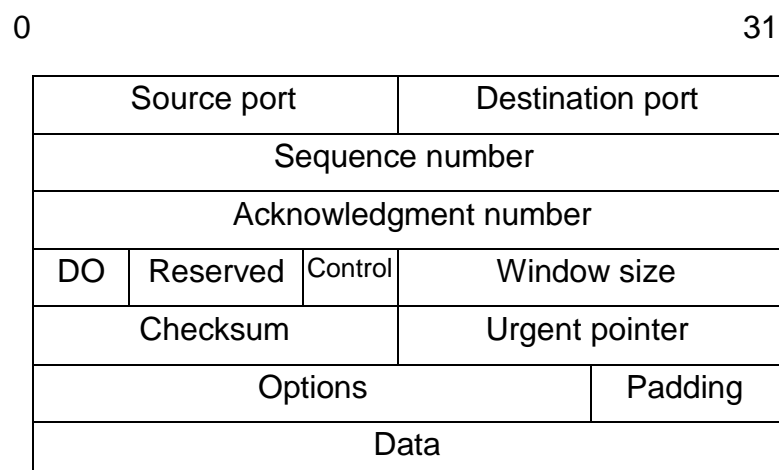 0 31
Source port Destination port
Sequence number
Acknowledgment number
DO Reserved Control Window size
Checksum Urgent pointer
Options Padding
Data